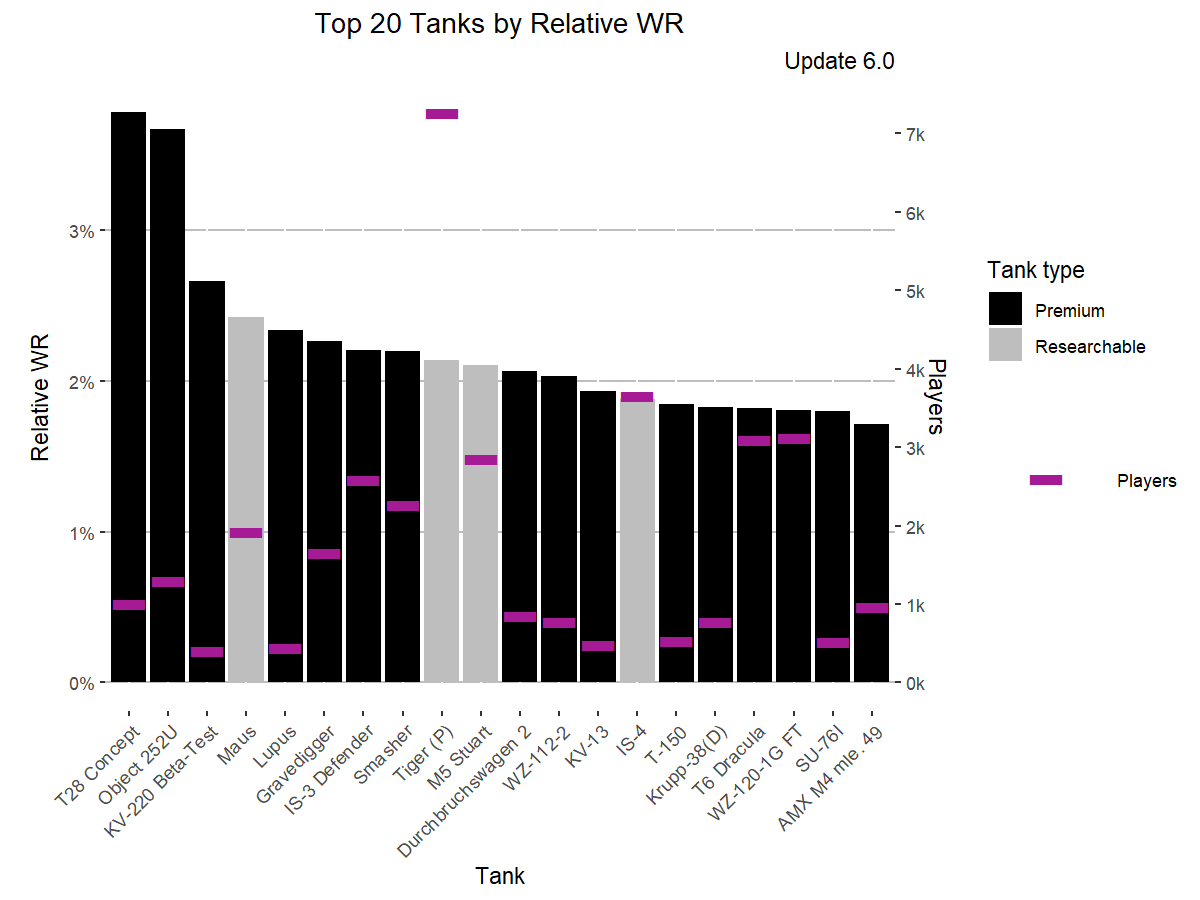 Top 20 Tanks by Relative WR
Update 6.0
Relative WR
3%
2%
1%
0%
7k
6k
5k
4k
3k
2k
1k
0k
Players
Tank type
Premium
Researchable
Players
T28 Concept
Object 252U
KV-220 Beta-Test
Maus
Lupus
Gravedigger
IS-3 Defender
Smasher
Tiger (P)
M5 Stuart
Durchbruchswagen 2
WZ-112-2
KV-13
IS-4
T-150
Krupp-38(D)
T6 Dracula
WZ-120-1G FT
SU-76I
AMX M4 mle. 49
Tank